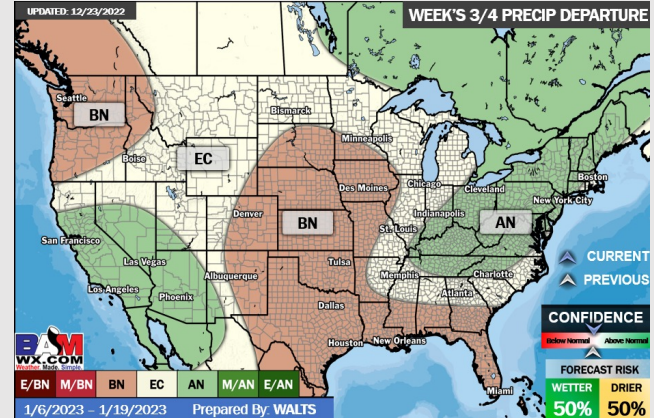 UPDATED: 12/23/2022
WEEK'S 3/4 PRECIP DEPARTURE
Seattle
BN
Bismarck
Minneapolis
EC
Boise
Des Moines
Chicago
Cleveland
Boston
New York City
Denver
BN
Indianapolis
AN
St. Louis
San Francisco
Las Vegas
Albuquerque
Tulsa
Memphis
Charlotte
CURRENT
PREVIOUS
Los Angeles
Phoenix
Atlanta
Dallas
Houston
New Orleans
Miami
CONFIDENCE
Below Normal
Above Normal
FORECAST RISK
WETTER
DRIER
50%
50%
BAM
WX.COM
Weather. Made. Simple.
E/BN
M/BN
BN
EC
AN
M/AN
E/AN
1/6/2023 – 1/19/2023
Prepared By: WALTS